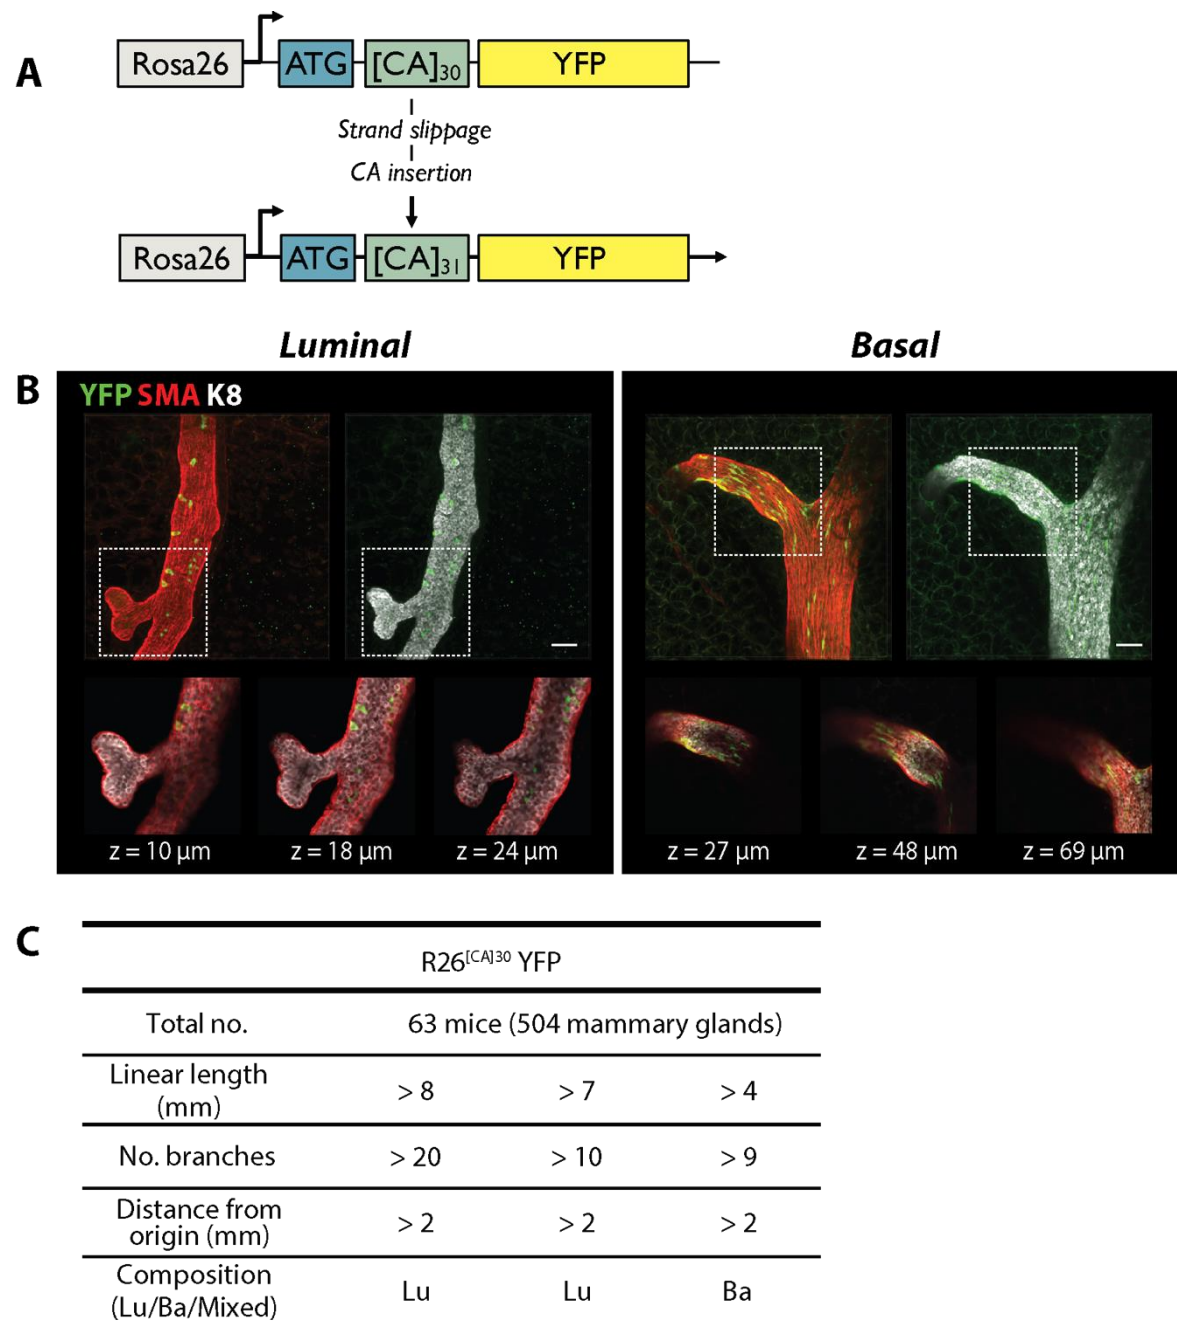 A
Rosa26 ATG [CA]30 YFP
Strand slippage
CA insertion
Rosa26 ATG [CA]31 YFP
Luminal Basal
B
YFP SMA K8
z = 10 µm z = 18 µm z = 24 µm z = 27 µm z = 48 µm z = 69 µm
C
R26[CA]30 YFP
Total no. 63 mice (504 mammary glands)
Linear length
(mm) > 8 > 7 > 4
No. branches > 20 > 10 > 9
Distance from
origin (mm) > 2 > 2 > 2
Composition
(Lu/Ba/Mixed) Lu Lu Ba